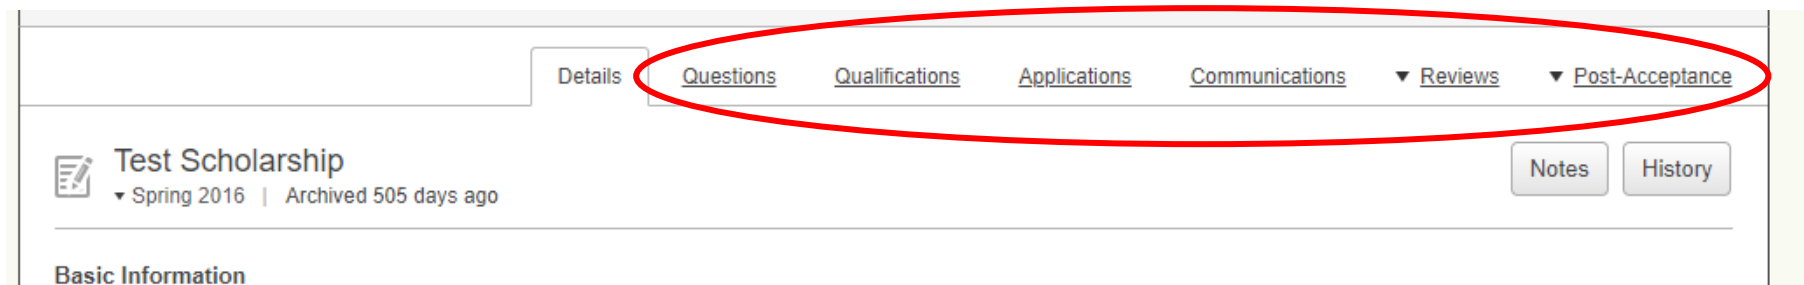 Details Questions Qualifications Applications Communications ▼ Reviews ▼ Post-Acceptance
Test Scholarship
▾ Spring 2016 | Archived 505 days ago
Notes History
Basic Information